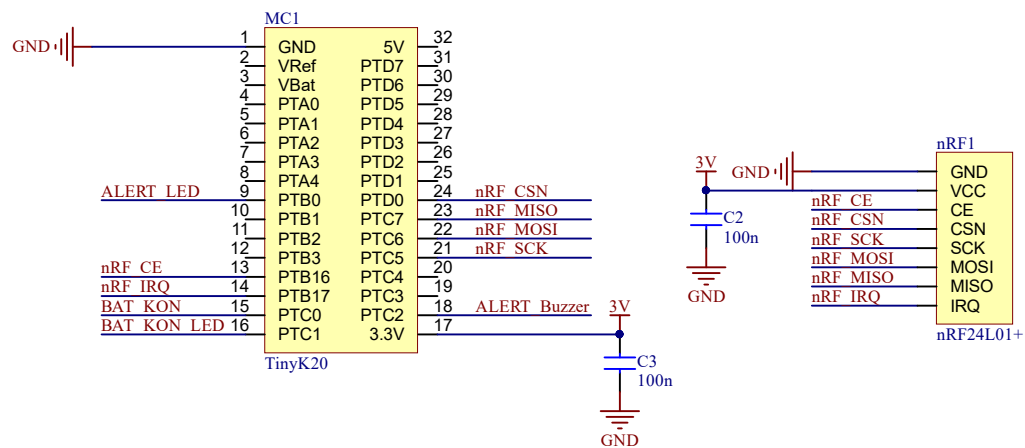 MC1
GND
1 GND 5V 32
2 VRef PTD7 31
3 VBat PTD6 30
4 PTA0 PTD5 29
5 PTA1 PTD4 28
6 PTA2 PTD3 27
7 PTA3 PTD2 26
8 PTA4 PTD1 25
ALERT_LED 9 PTB0 PTD0 24 nRF_CSN
10 PTB1 PTC7 23 nRF_MISO
11 PTB2 PTC6 22 nRF_MOSI
12 PTB3 PTC5 21 nRF_SCK
nRF_CE 13 PTB16 PTC4 20
nRF_IRQ 14 PTB17 PTC3 19
BAT_KON 15 PTC0 PTC2 18 ALERT_Buzzer
BAT_KON_LED 16 PTC1 3.3V 17
TinyK20
3V
C3
100n
GND
nRF1
3V
GND
GND
VCC
nRF_CE CE
nRF_CSN CSN
nRF_SCK SCK
nRF_MOSI MOSI
nRF_MISO MISO
nRF_IRQ IRQ
nRF24L01+
C2
100n
GND